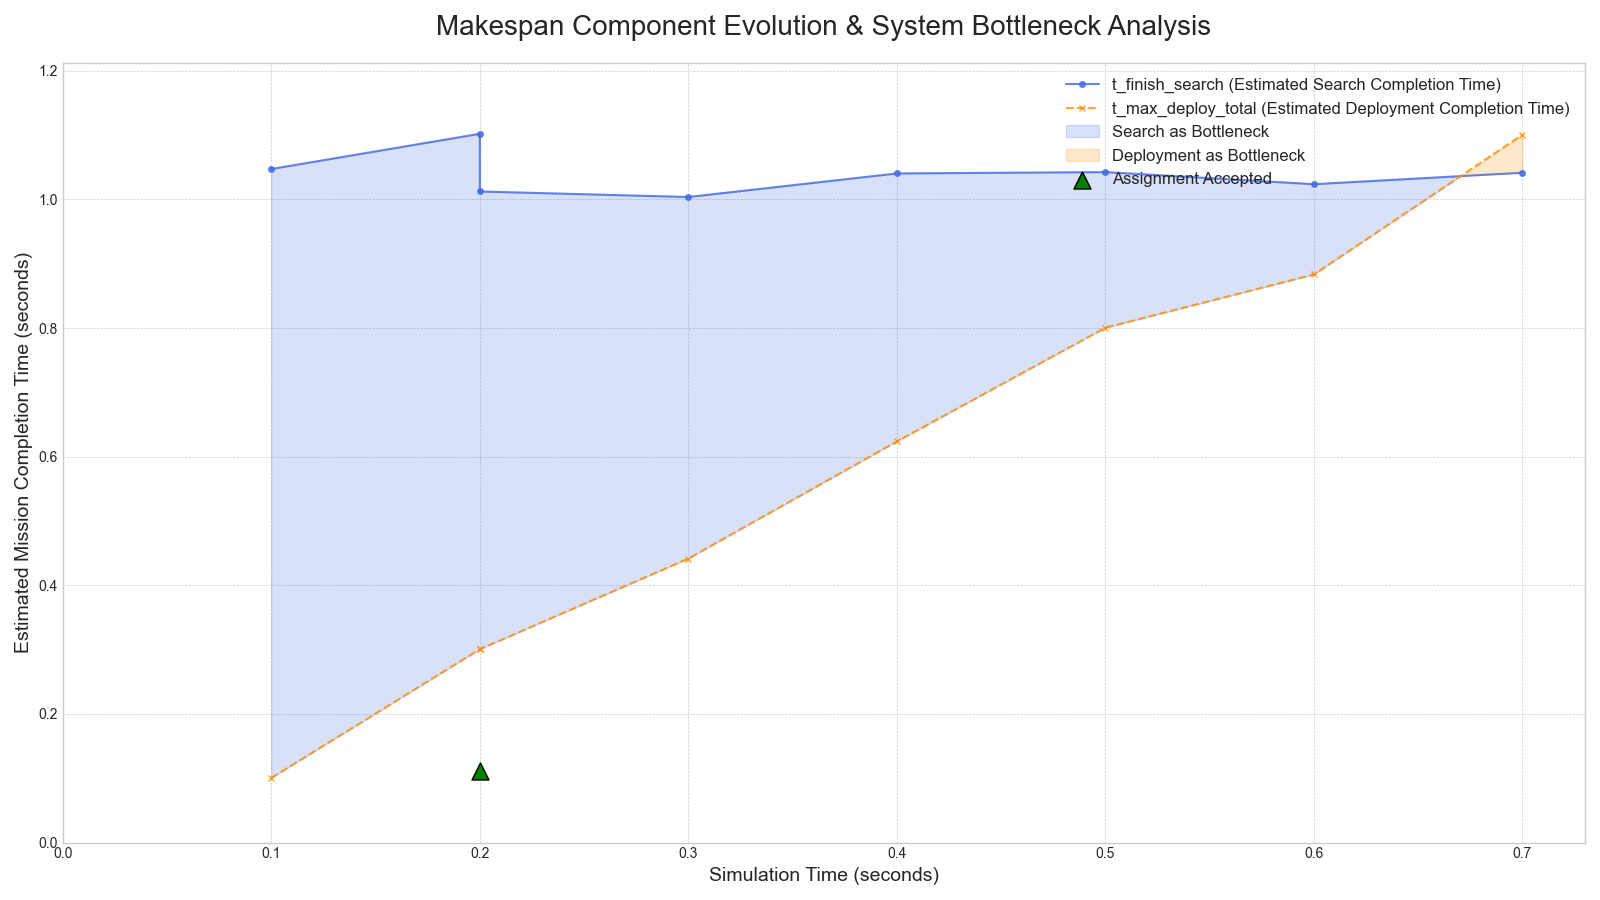 Makespan Component Evolution & System Bottleneck Analysis
t_finish_search (Estimated Search Completion Time)
t_max_deploy_total (Estimated Deployment Completion Time)
Search as Bottleneck
Deployment as Bottleneck
Assignment Accepted
Estimated Mission Completion Time (seconds)
1.2
1.0
0.8
0.6
0.4
0.2
0.0
0.0 0.1 0.2 0.3 0.4 0.5 0.6 0.7
Simulation Time (seconds)